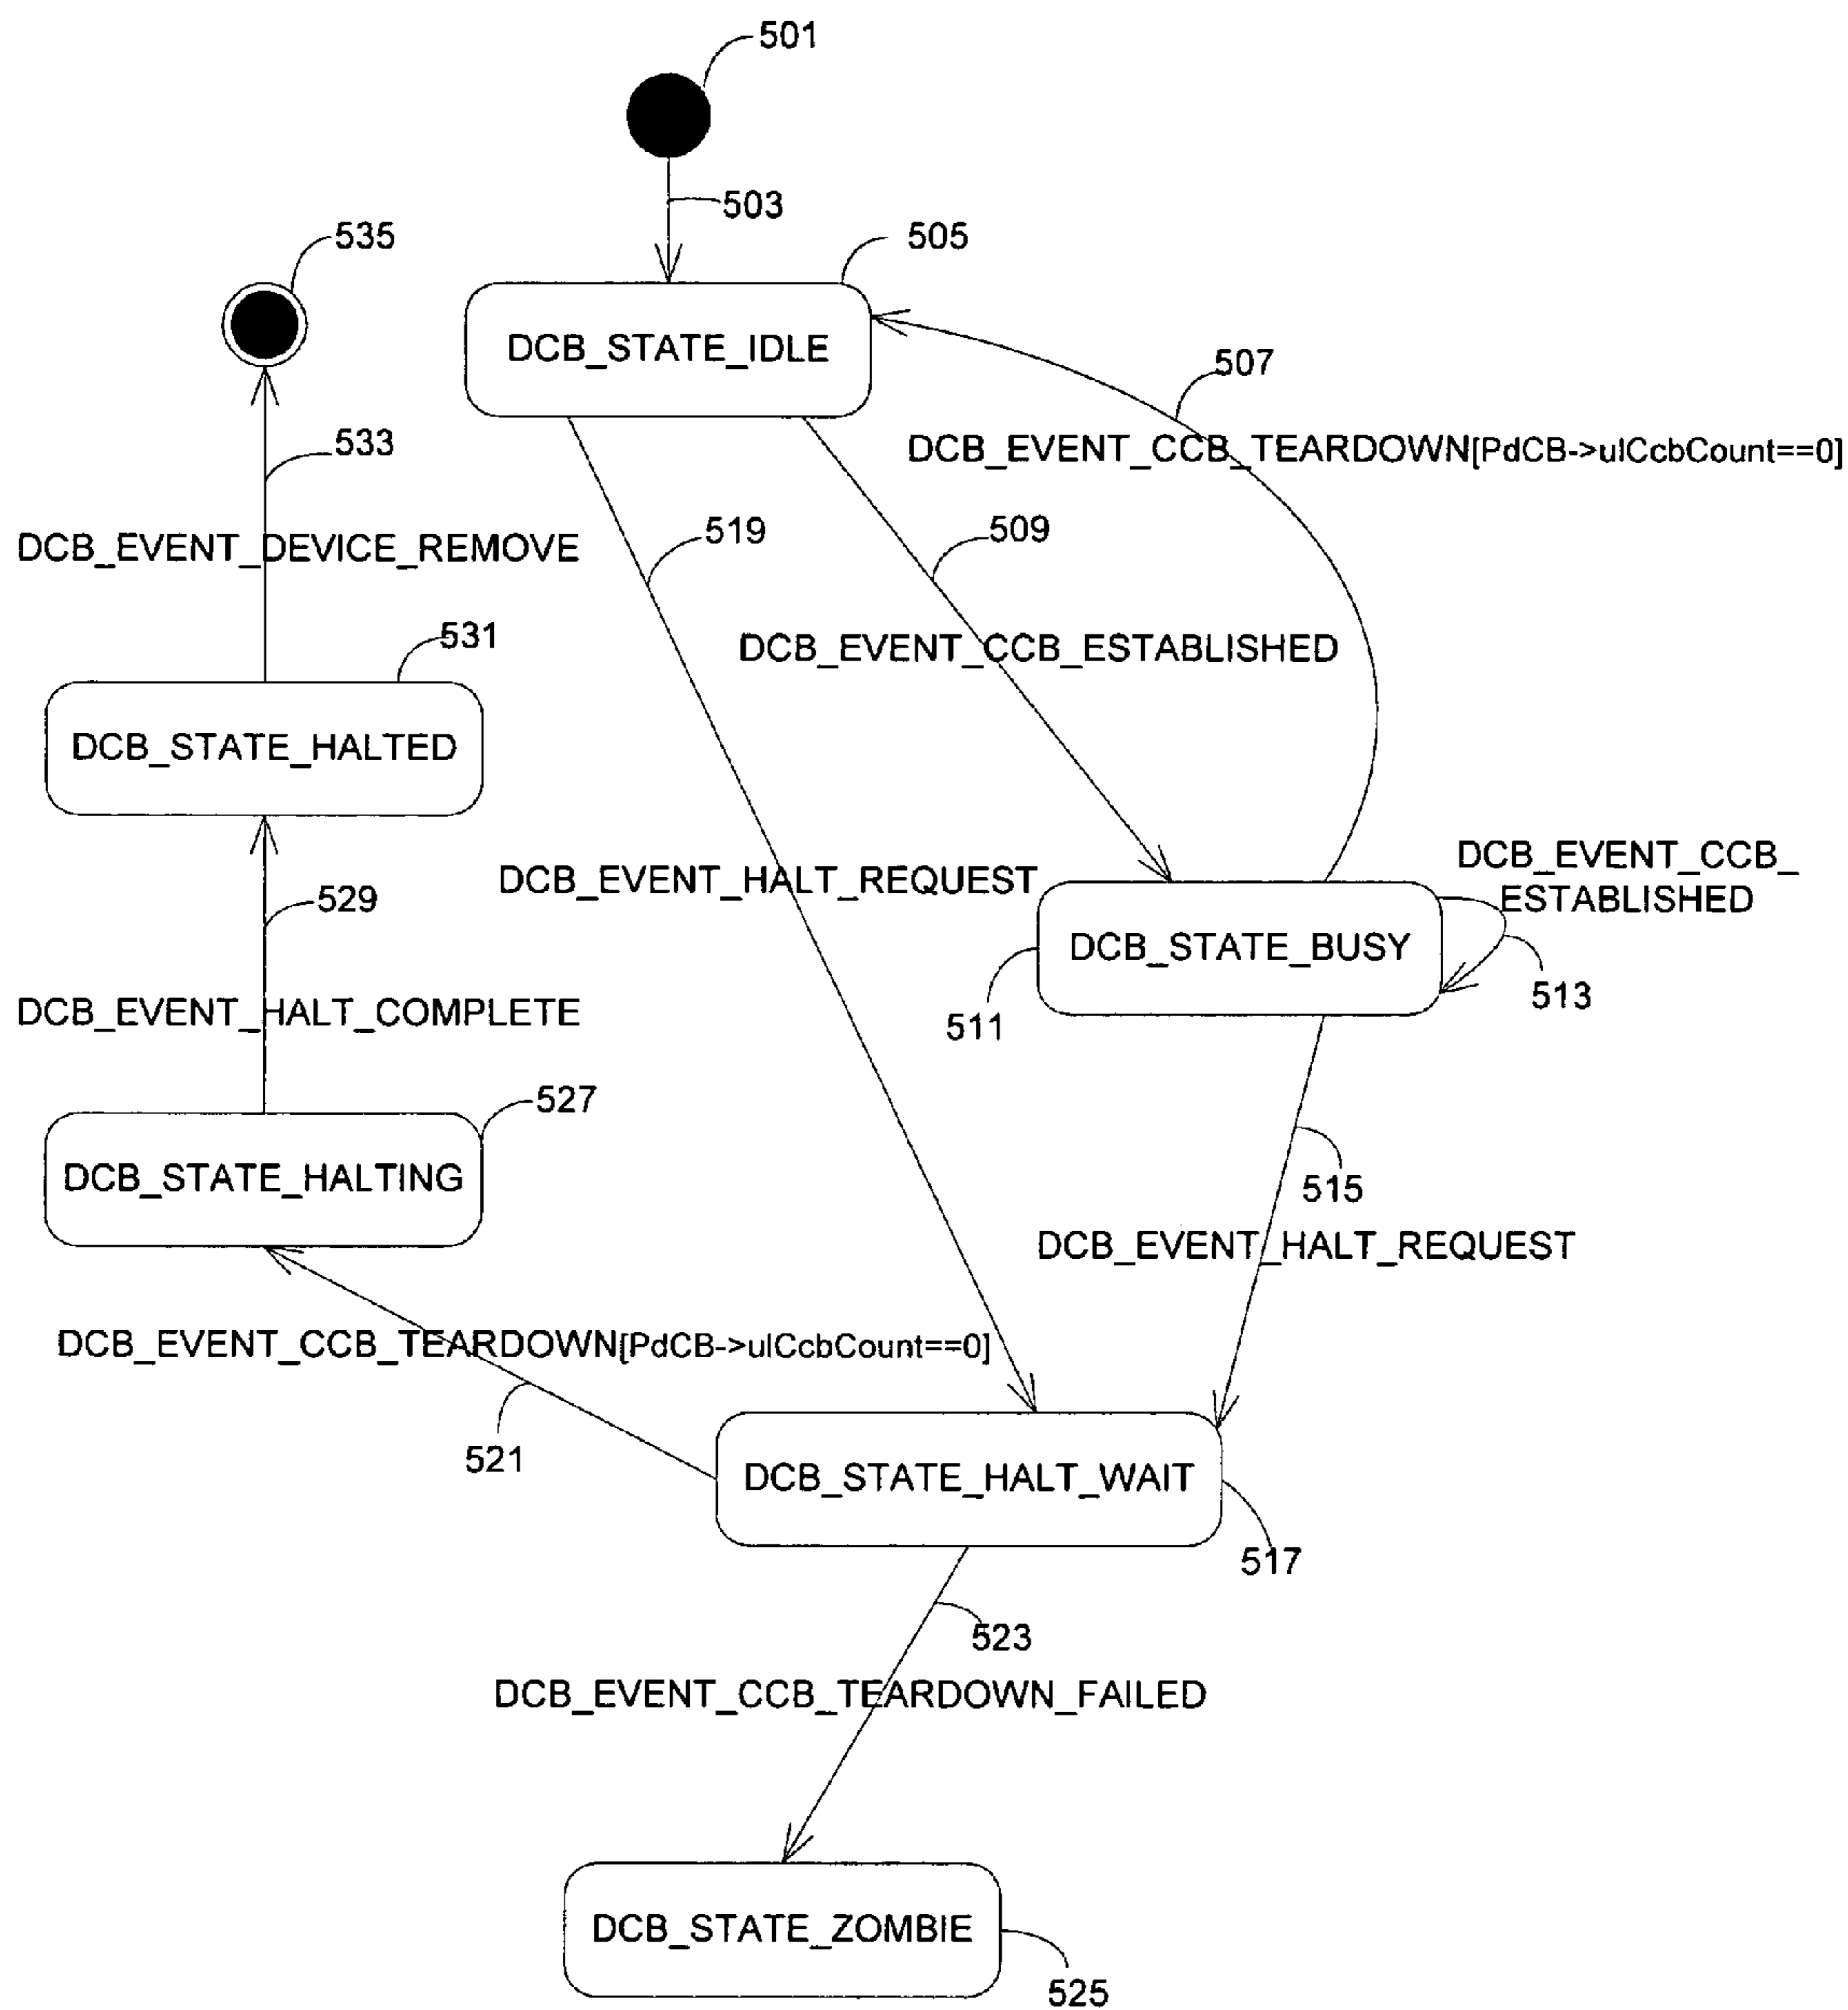 501
503
535
505
DCB_STATE_IDLE
507
DCB_EVENT_CCB_TEARDOWN[PdCB->ulCcbCount==0]
533
519
509
DCB_EVENT_DEVICE_REMOVE
531
DCB_EVENT_CCB_ESTABLISHED
DCB_STATE_HALTED
DCB_EVENT_HALT_REQUEST
DCB_EVENT_CCB_
ESTABLISHED
529
DCB_STATE_BUSY
513
511
DCB_EVENT_HALT_COMPLETE
527
DCB_STATE_HALTING
515
DCB_EVENT_HALT_REQUEST
DCB_EVENT_CCB_TEARDOWN[PdCB->ulCcbCount==0]
521
DCB_STATE_HALT_WAIT
517
523
DCB_EVENT_CCB_TEARDOWN_FAILED
DCB_STATE_ZOMBIE
525